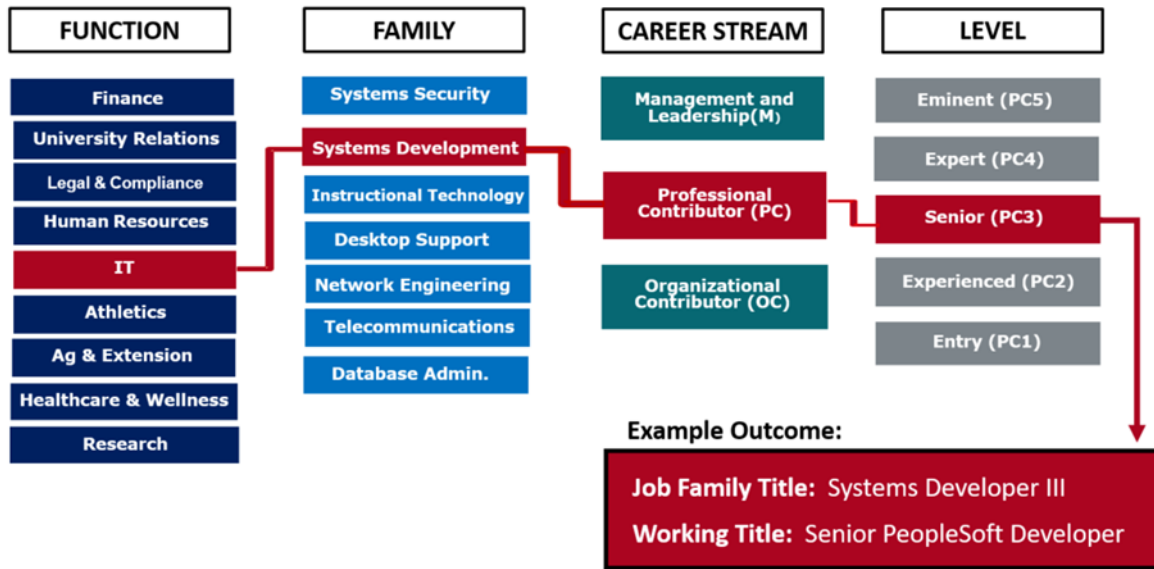 FUNCTION
Finance
University Relations
Legal & Compliance
Human Resources
IT
Athletics
Ag & Extension
Healthcare & Wellness
Research
FAMILY
Systems Security
Systems Development
Instructional Technology
Desktop Support
Network Engineering
Telecommunications
Database Admin.
CAREER STREAM
Management and
Leadership(M)
Professional
Contributor (PC)
Organizational
Contributor (OC)
LEVEL
Eminent (PC5)
Expert (PC4)
Senior (PC3)
Experienced (PC2)
Entry (PC1)
Example Outcome:
Job Family Title: Systems Developer III
Working Title: Senior PeopleSoft Developer